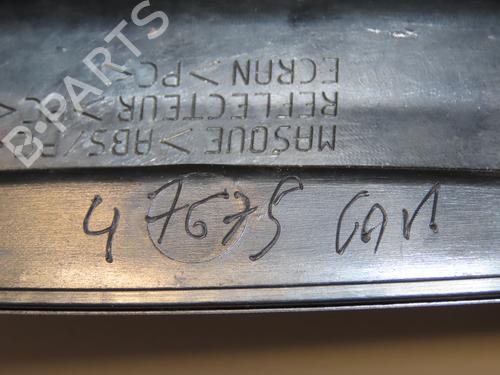 MASQUE >ABS/P
REFLECTEUR >
ECRAN >PC<
4 7675
B-PARTS